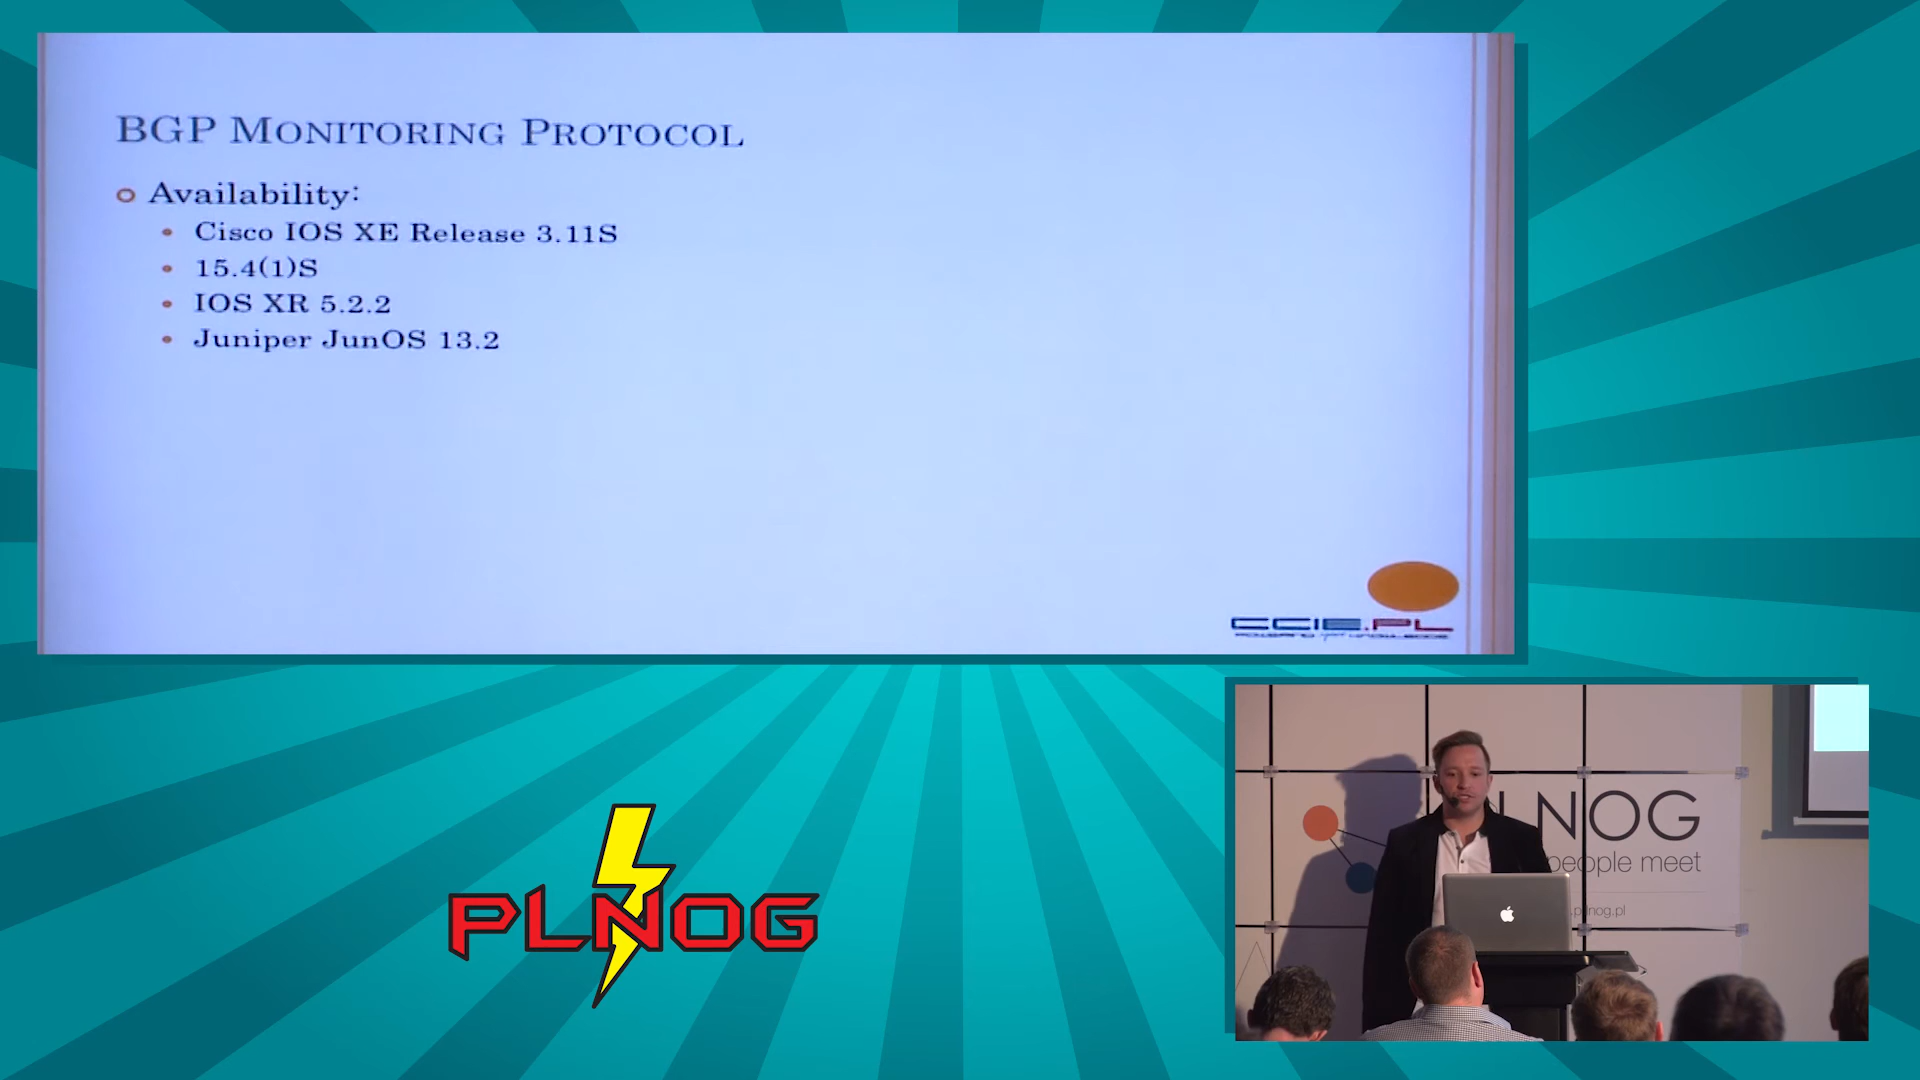 BGP MONITORING PROTOCOL
Availability:
Cisco IOS XE Release 3.11S
15.4(1)S
IOS XR 5.2.2
Juniper JunOS 13.2
CCIE.PL
PLNOG
LNOG
people meet